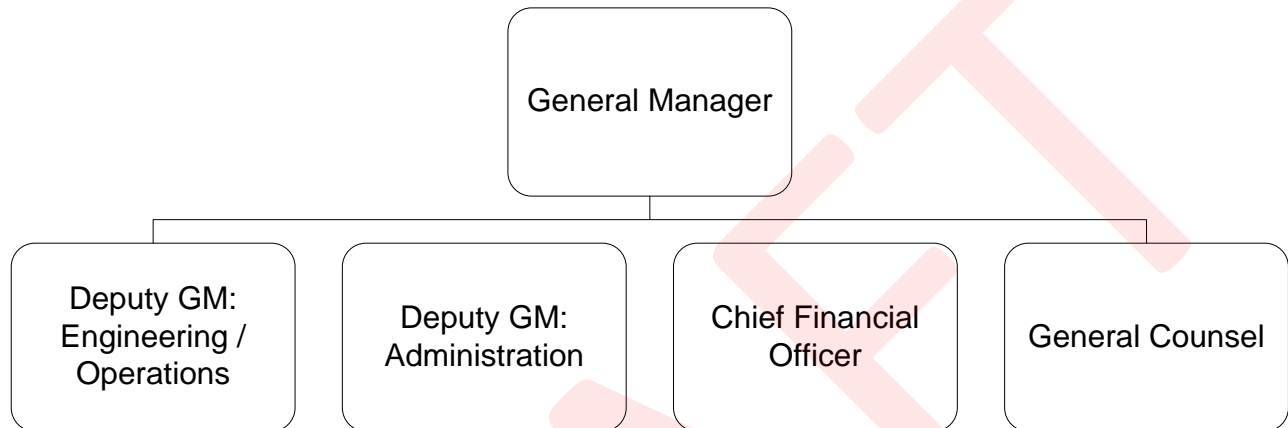 General Manager
Deputy GM:
Engineering /
Operations
Deputy GM:
Administration
Chief Financial
Officer
General Counsel